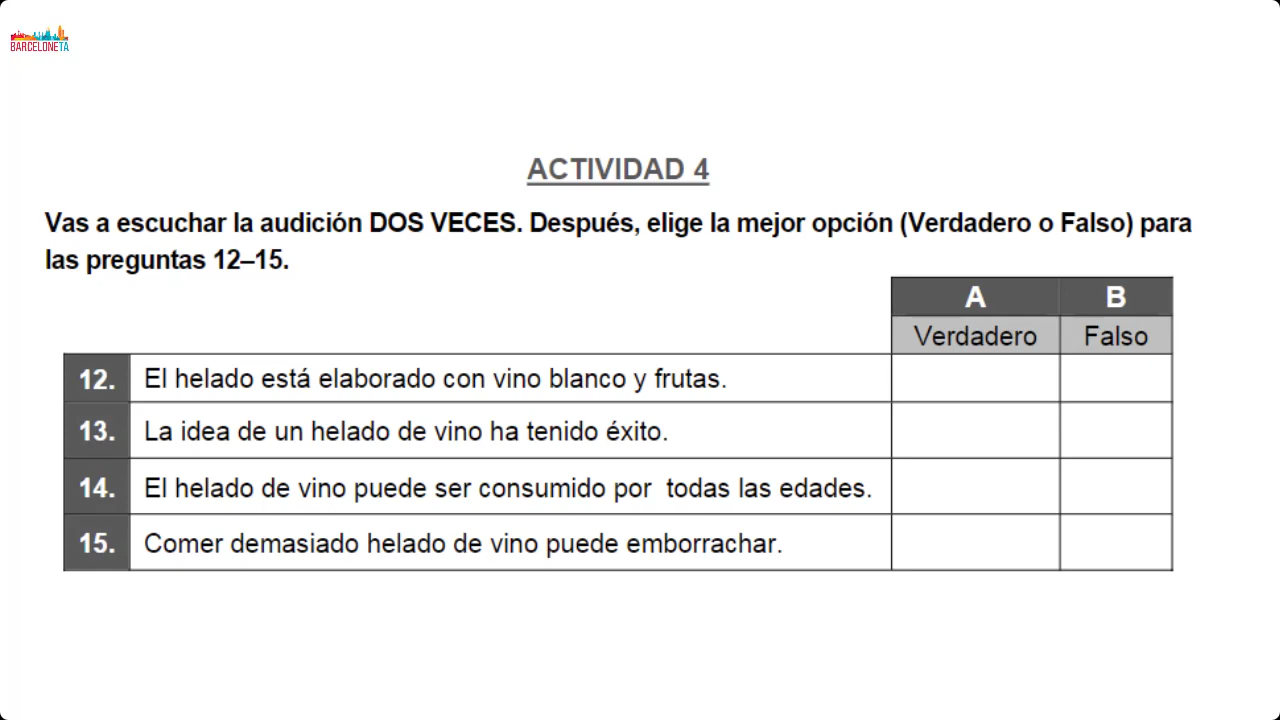 BARCELONETA
ACTIVIDAD 4
Vas a escuchar la audición DOS VECES. Después, elige la mejor opción (Verdadero o Falso) para
las preguntas 12–15.
A B
Verdadero Falso
12. El helado está elaborado con vino blanco y frutas.
13. La idea de un helado de vino ha tenido éxito.
14. El helado de vino puede ser consumido por todas las edades.
15. Comer demasiado helado de vino puede emborrachar.